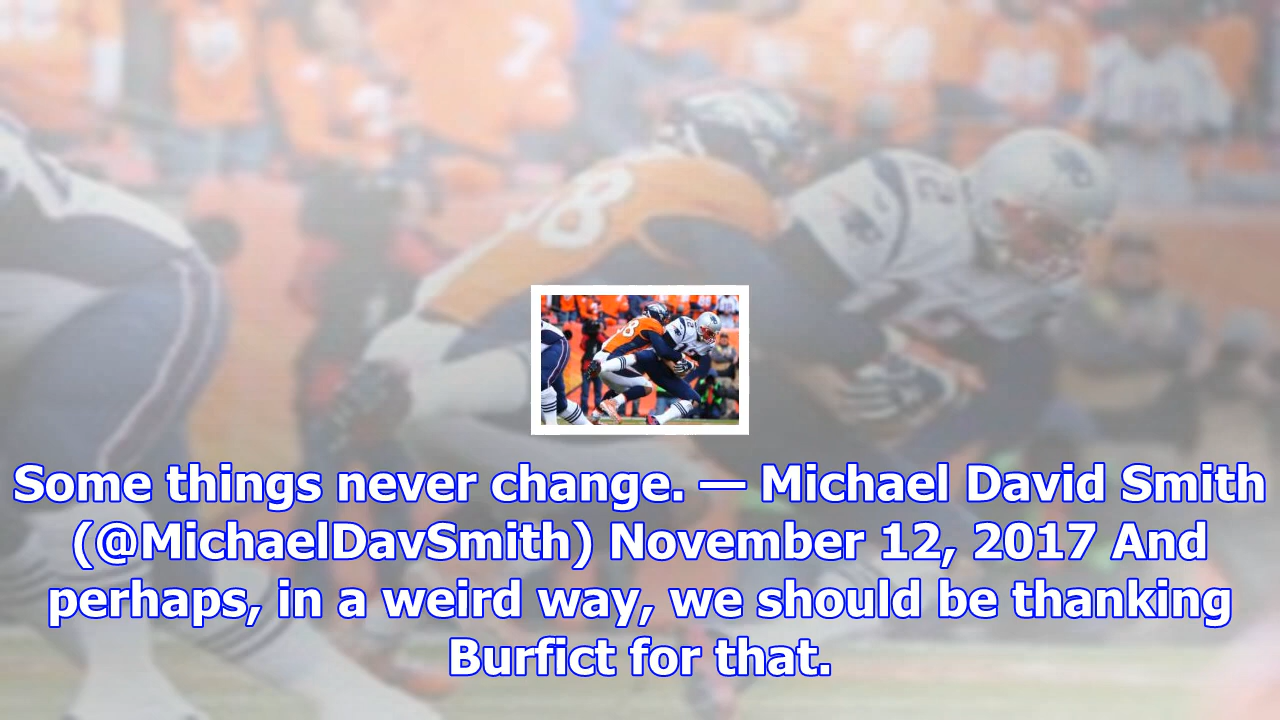 Some things never change. — Michael David Smith
(@MichaelDavSmith) November 12, 2017 And
perhaps, in a weird way, we should be thanking
Burfict for that.